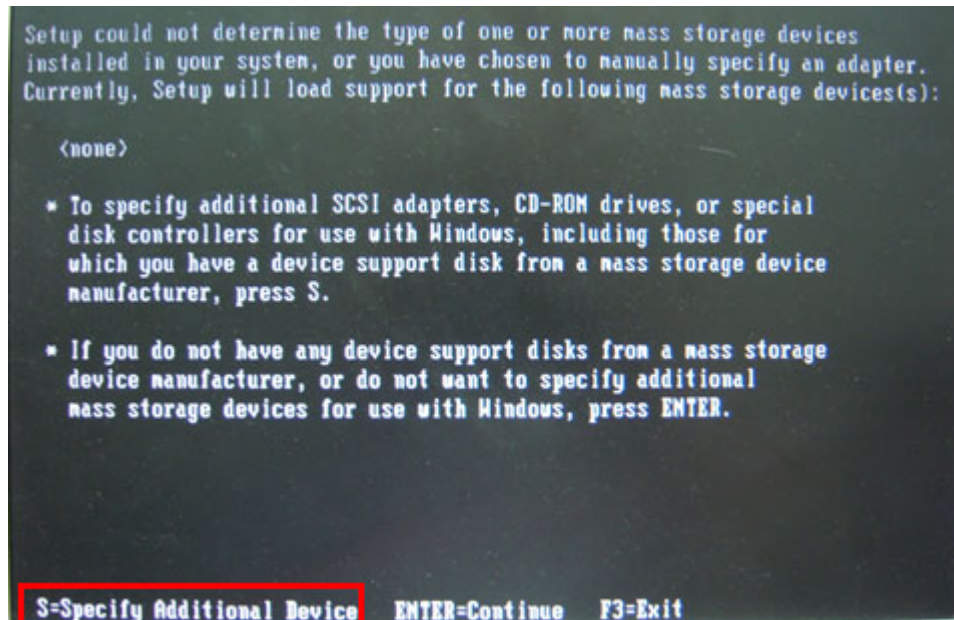 Setup could not determine the type of one or more mass storage devices
installed in your system, or you have chosen to manually specify an adapter.
Currently, Setup will load support for the following mass storage devices(s):
<none>
* To specify additional SCSI adapters, CD-ROM drives, or special
disk controllers for use with Windows, including those for
which you have a device support disk from a mass storage device
manufacturer, press S.
* If you do not have any device support disks from a mass storage
device manufacturer, or do not want to specify additional
mass storage devices for use with Windows, press ENTER.
S=Specify Additional Device ENTER=Continue F3=Exit